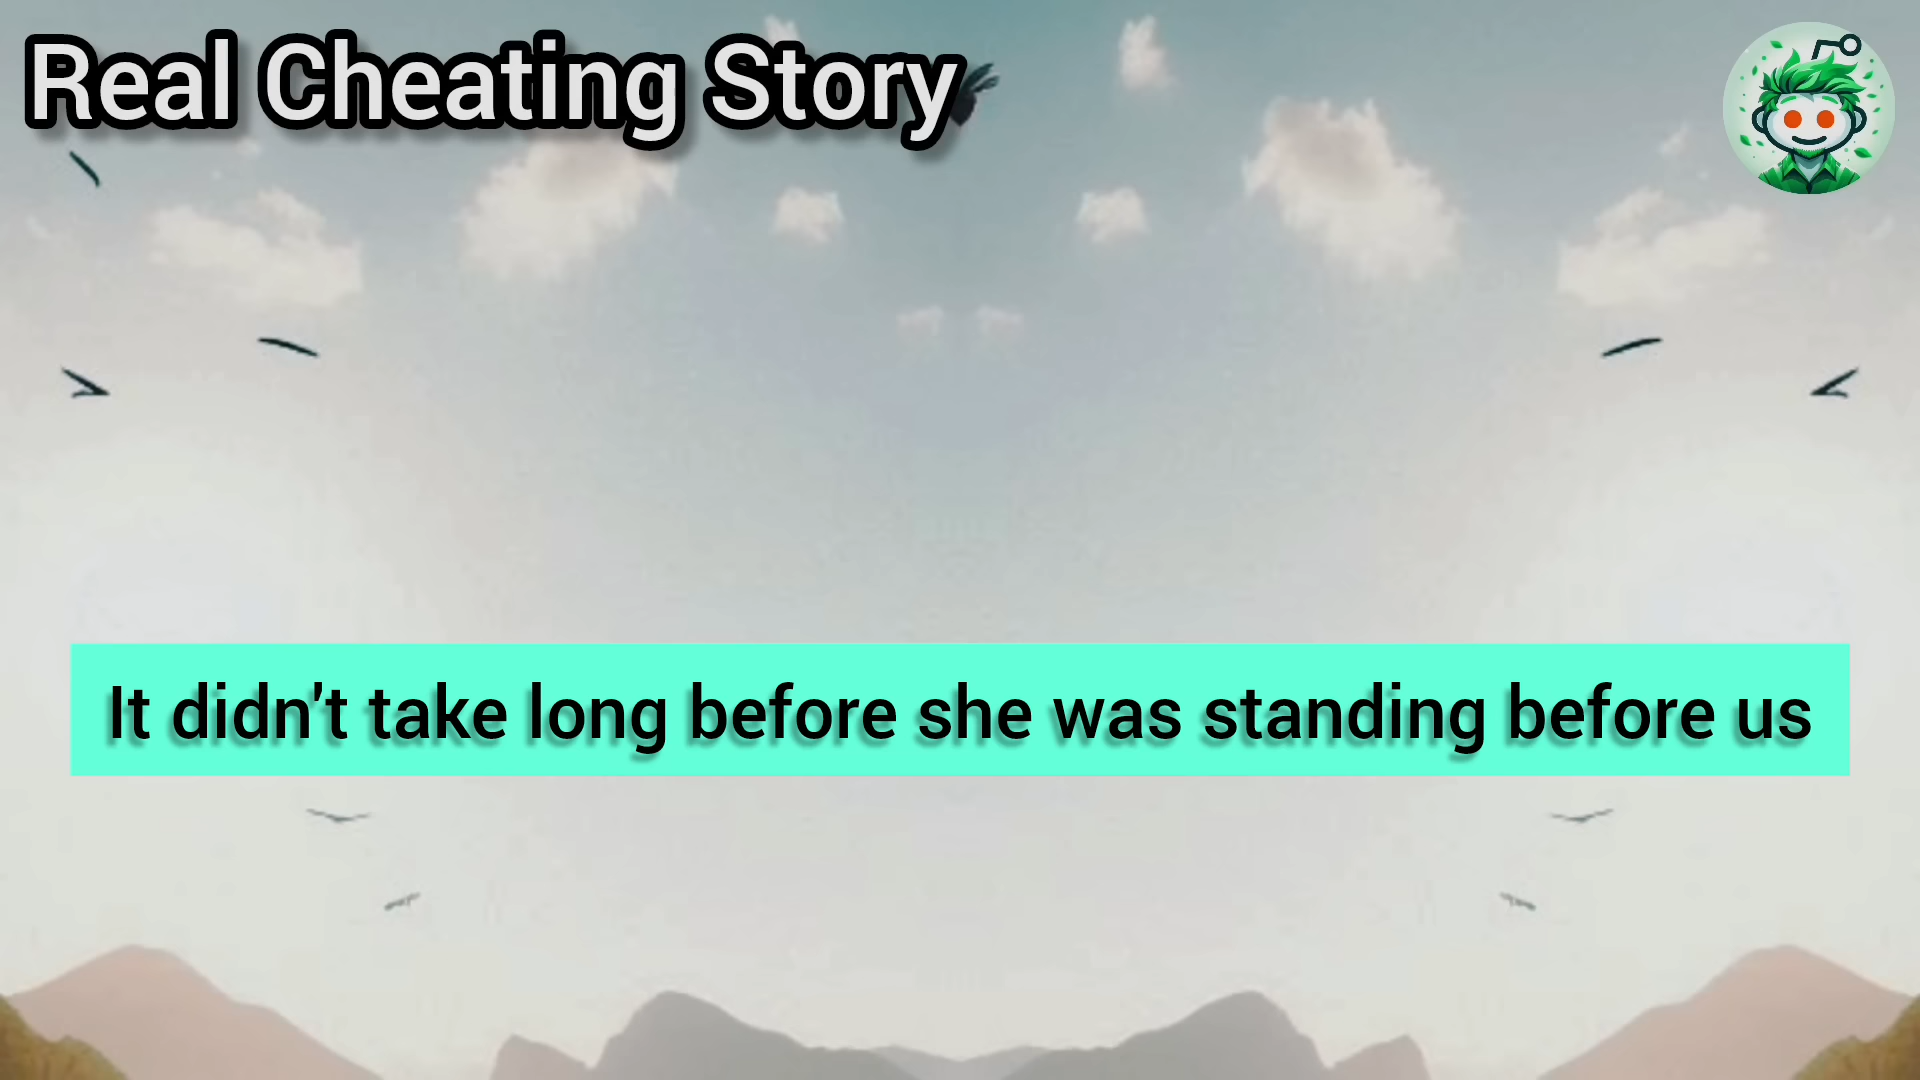 Real Cheating Story
It didn't take long before she was standing before us